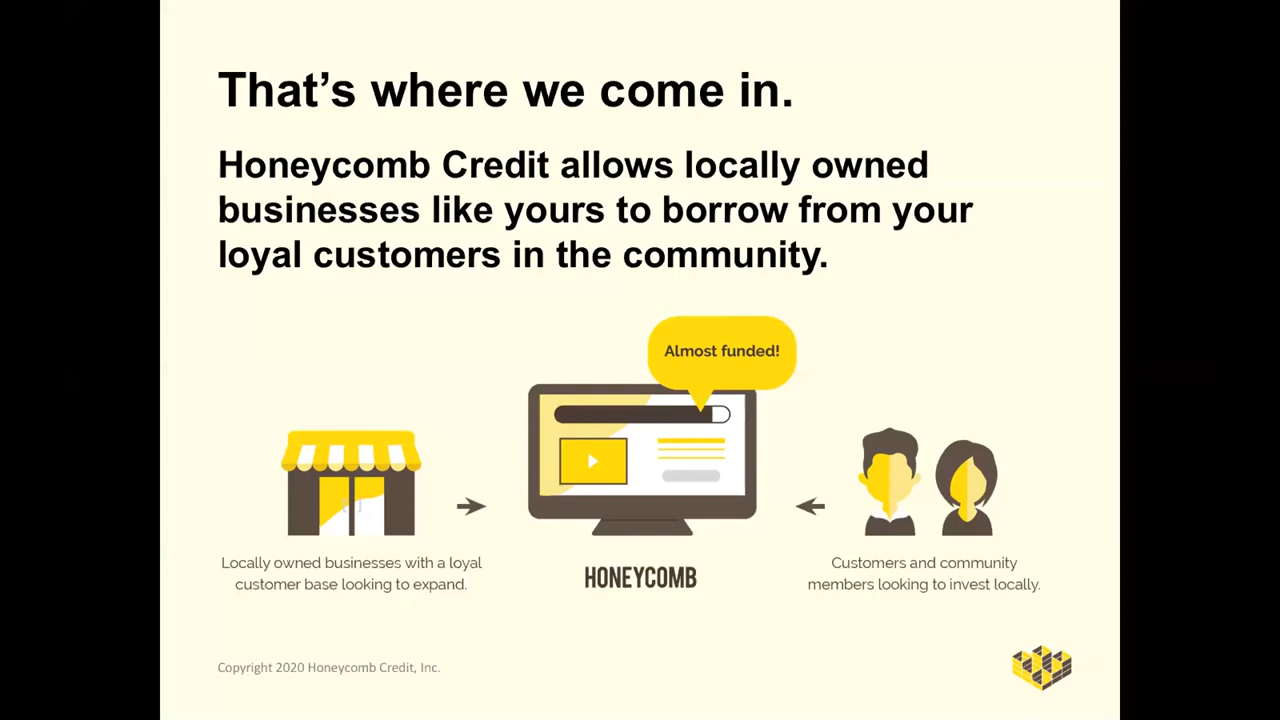 That’s where we come in.
Honeycomb Credit allows locally owned
businesses like yours to borrow from your
loyal customers in the community.
Almost funded!
Locally owned businesses with a loyal
customer base looking to expand.
HONEYCOMB
Customers and community
members looking to invest locally.
Copyright 2020 Honeycomb Credit, Inc.